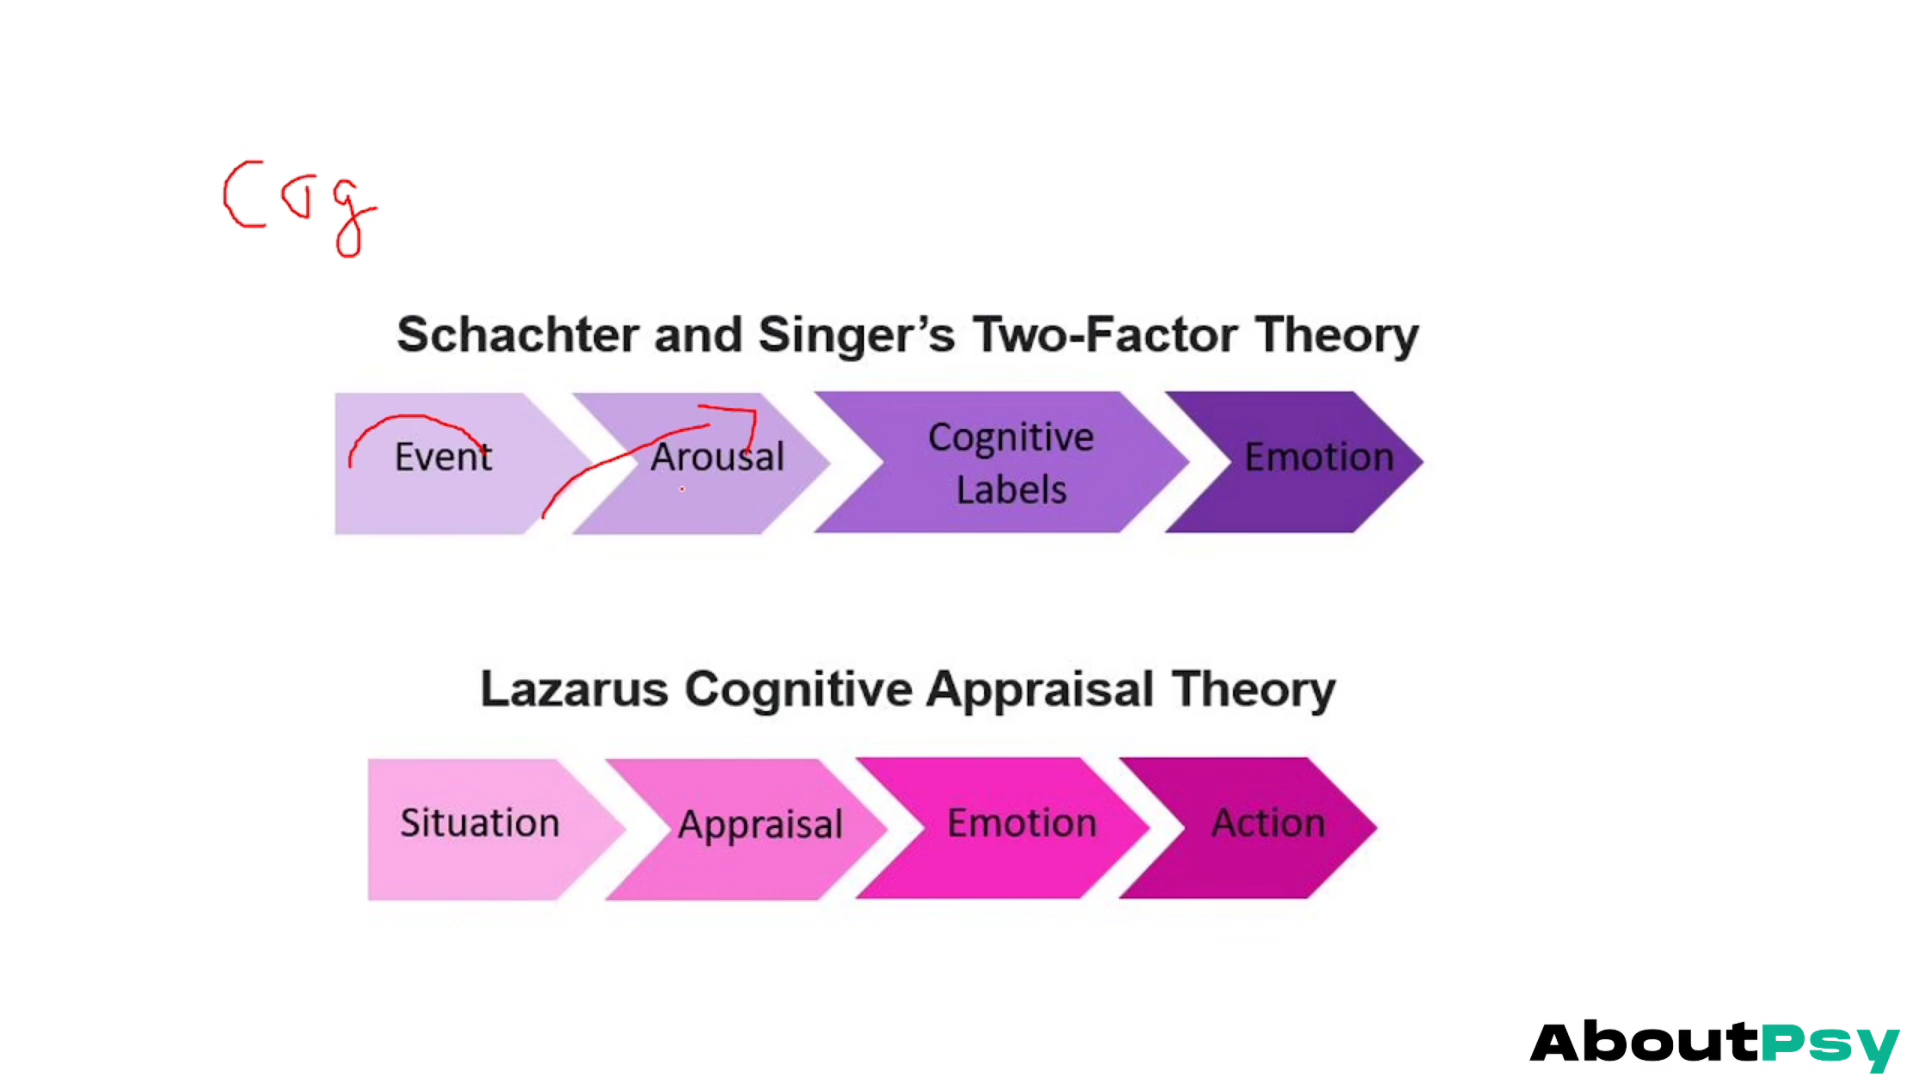 Cog
Schachter and Singer’s Two-Factor Theory
Event
Arousal
Cognitive
Labels
Emotion
Lazarus Cognitive Appraisal Theory
Situation
Appraisal
Emotion
Action
AboutPsy